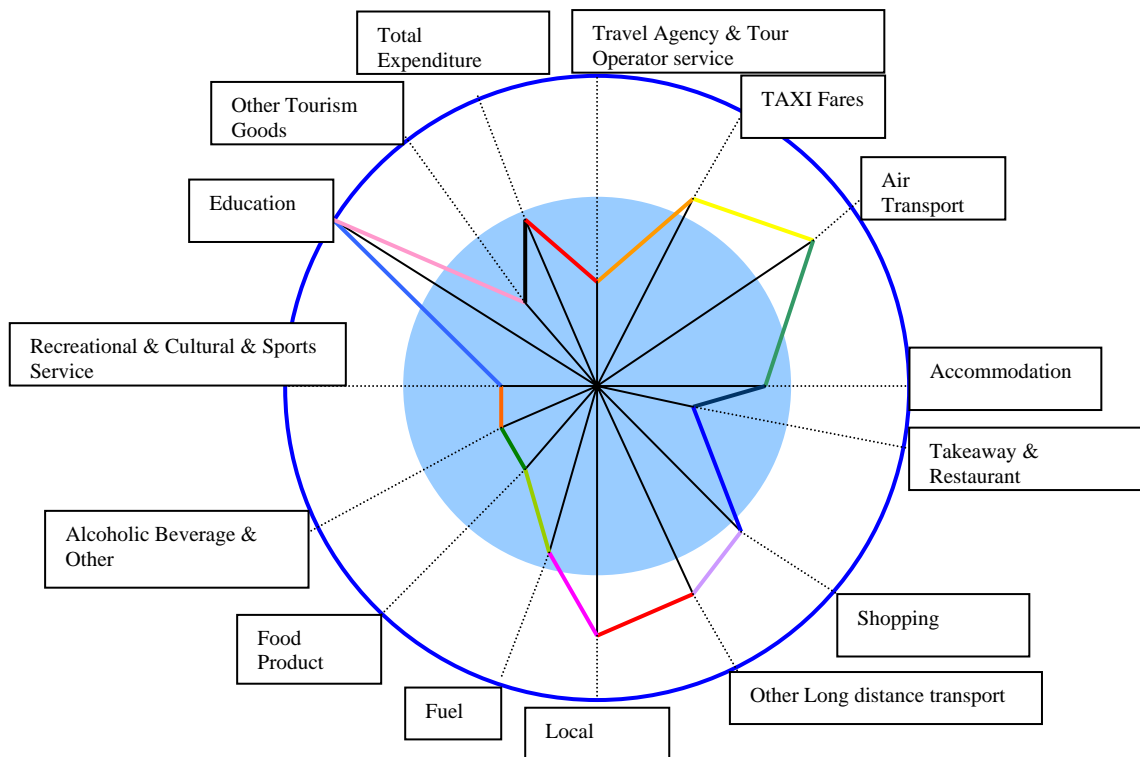 Total
Expenditure
Travel Agency & Tour
Operator service
TAXI Fares
Other Tourism
Goods
Air
Transport
Education
Recreational & Cultural & Sports
Service
Accommodation
Takeaway &
Restaurant
Alcoholic Beverage &
Other
Shopping
Food
Product
Other Long distance transport
Fuel
Local